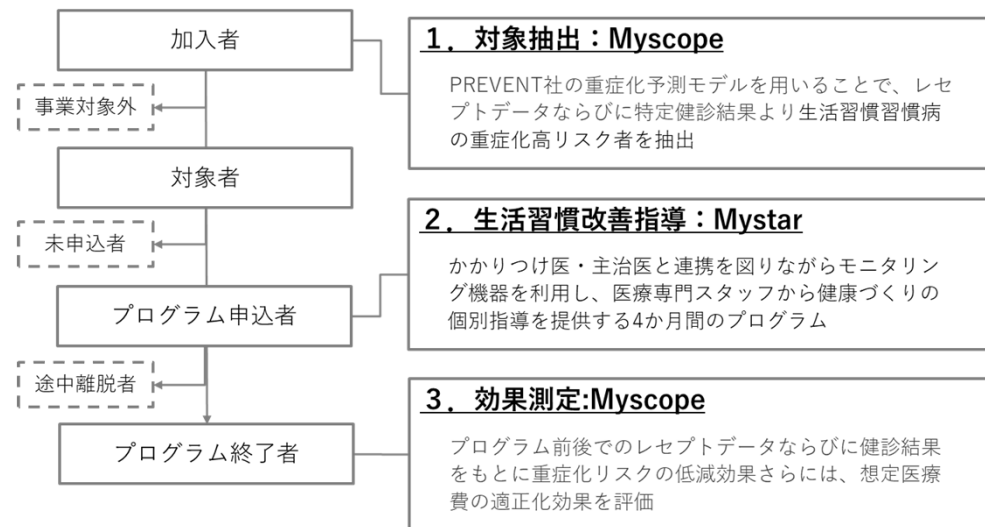 加入者
事業対象外
対象者
未申込者
プログラム申込者
途中離脱者
プログラム終了者
1．対象抽出：Myscope
PREVENT社の重症化予測モデルを用いることで、レセ
プトデータならびに特定健診結果より生活習慣習慣病
の重症化高リスク者を抽出
2．生活習慣改善指導：Mystar
かかりつけ医・主治医と連携を図りながらモニタリン
グ機器を利用し、医療専門スタッフから健康づくりの
個別指導を提供する4か月間のプログラム
3．効果測定:Myscope
プログラム前後でのレセプトデータならびに健診結果
をもとに重症化リスクの低減効果さらには、想定医療
費の適正化効果を評価